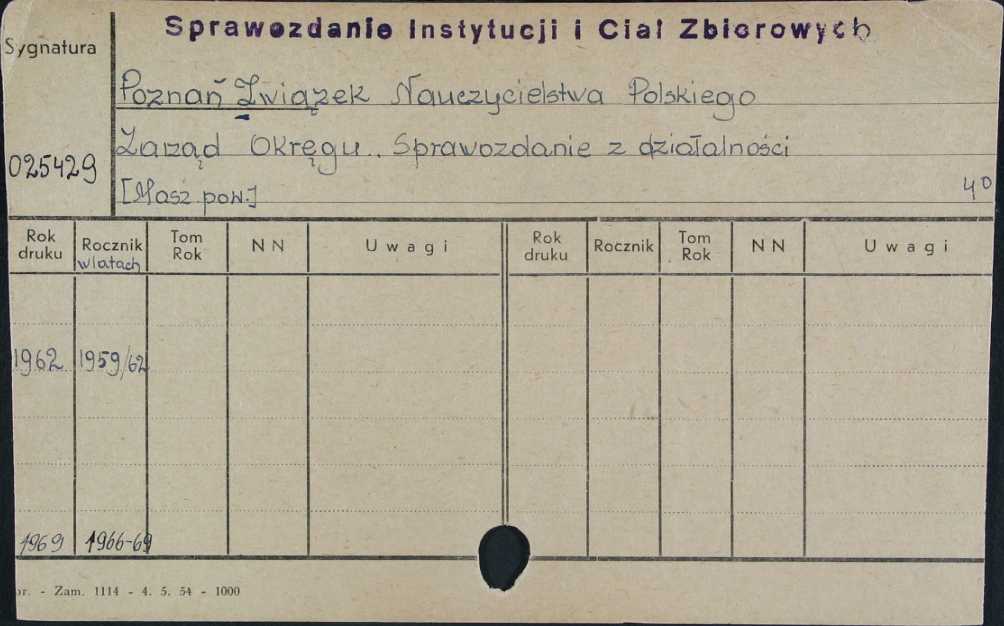 Sprawozdanie Instytucji i Ciał Zbiorowych
Sygnatura
Poznań Związek Nauczycielstwa Polskiego
Zarząd Okręgu. Sprawozdanie z działalności
025429
[Masz. pow.] 4°
Rok druku Rocznik w latach Tom Rok NN Uwagi Rok druku Rocznik Tom Rok NN Uwagi
1962 1959/62
1969 1966-69
- Zam. 1114 - 4. 5. 54 - 1000